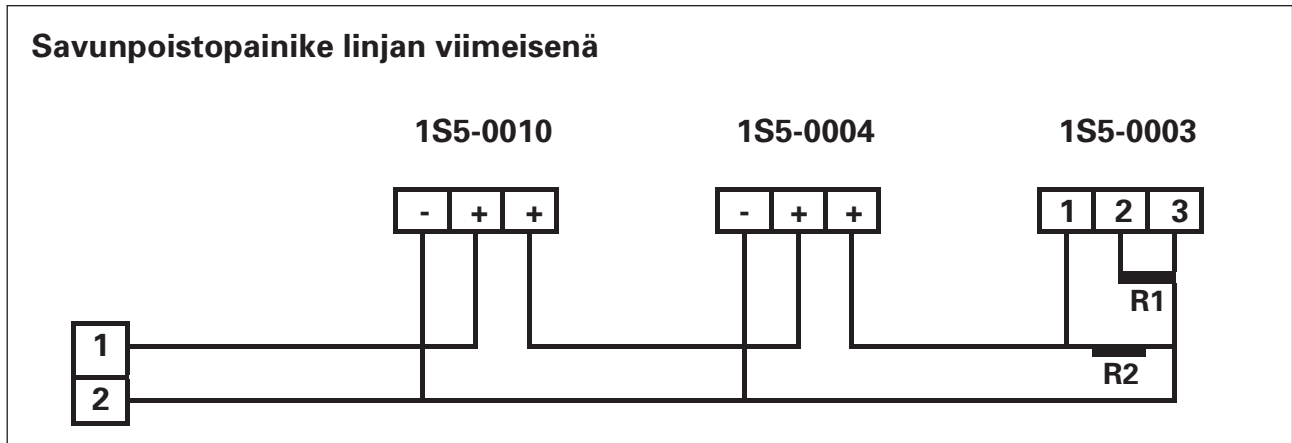 Savunpoistopainike linjan viimeisenä
1S5-0010 1S5-0004 1S5-0003
- + + - + + 1 2 3
R1
1
R2
2